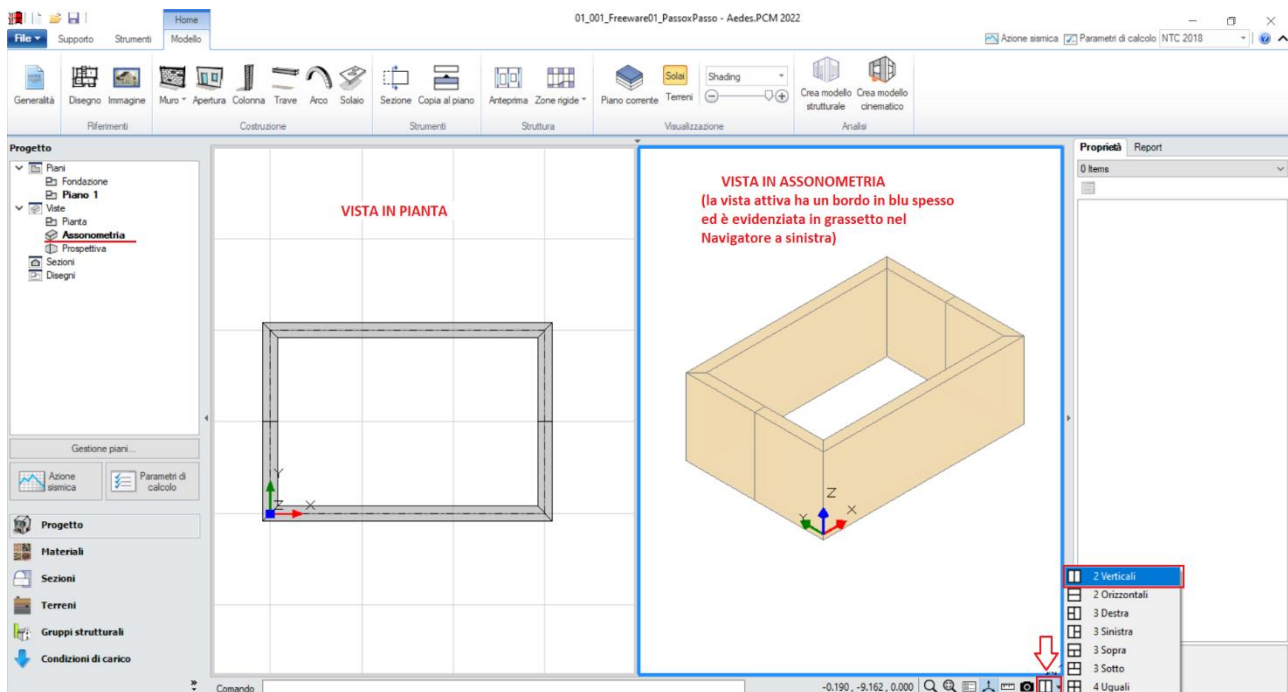 01_001_Freeware01_PassoxPasso - Aedes.PCM 2022
Home
File Supporto Strumenti Modello
Azione sismica Parametri di calcolo NTC 2018
Generalità Disegno Immagine Muro Apertura Colonna Trave Arco Solaio Sezione Copia al piano Anteprima Zone rigide Piano corrente Solai Terreni Shading Crea modello strutturale Crea modello cinematico
Riferimenti Costruzione Strumenti Struttura Visualizzazione Analisi
Progetto
Piani
Fondazione
Piano 1
Viste
Pianta
Assonometria
Prospettiva
Sezioni
Disegni
Gestione piani...
Azione sismica
Parametri di calcolo
Progetto
Materiali
Sezioni
Terreni
Gruppi strutturali
Condizioni di carico
VISTA IN PIANTA
Y
Z X
VISTA IN ASSONOMETRIA
(la vista attiva ha un bordo in blu spesso
ed è evidenziata in grassetto nel
Navigatore a sinistra)
Z
Y X
Proprietà Report
0 Items
2 Verticali
2 Orizzontali
3 Destra
3 Sinistra
3 Sopra
3 Sotto
4 Uguali
Comando
-0.190 , -9.162 , 0.000